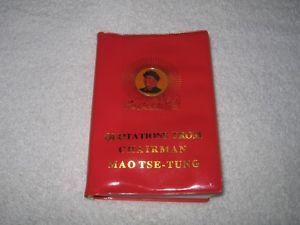 QUOTATIONS FROM
CHAIRMAN
MAO TSE-TUNG